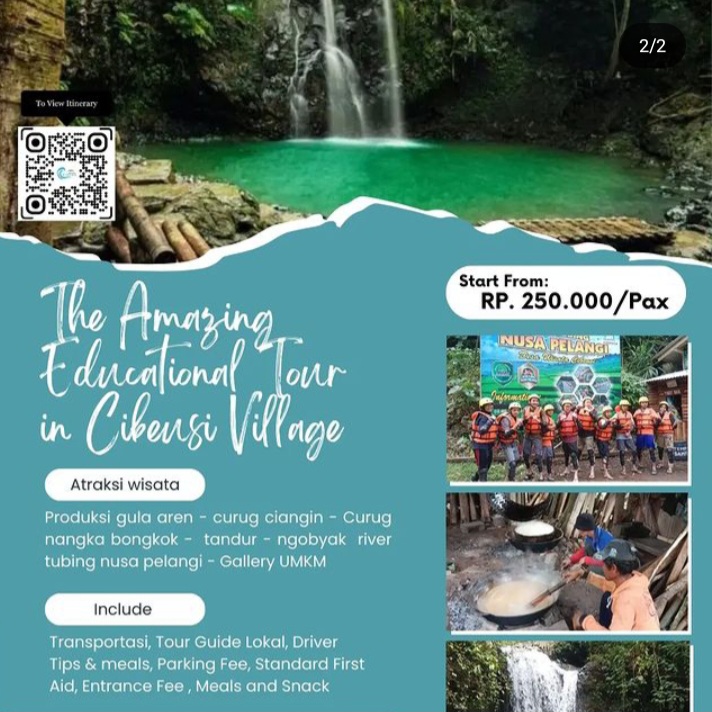 2/2
To View Itinerary
The Amazing
Educational Tour
in Cibeusi Village
Atraksi wisata
Produksi gula aren - curug ciangin - Curug
nangka bongkok - tandur - ngobyak river
tubing nusa pelangi - Gallery UMKM
Include
Transportasi, Tour Guide Lokal, Driver
Tips & meals, Parking Fee, Standard First
Aid, Entrance Fee , Meals and Snack
Start From:
RP. 250.000/Pax
NUSA PELANGI